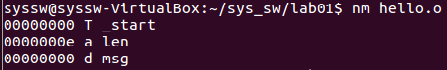 syssw@syssw-VirtualBox:~/sys_sw/lab01$ nm hello.o
00000000 T _start
0000000e a len
00000000 d msg